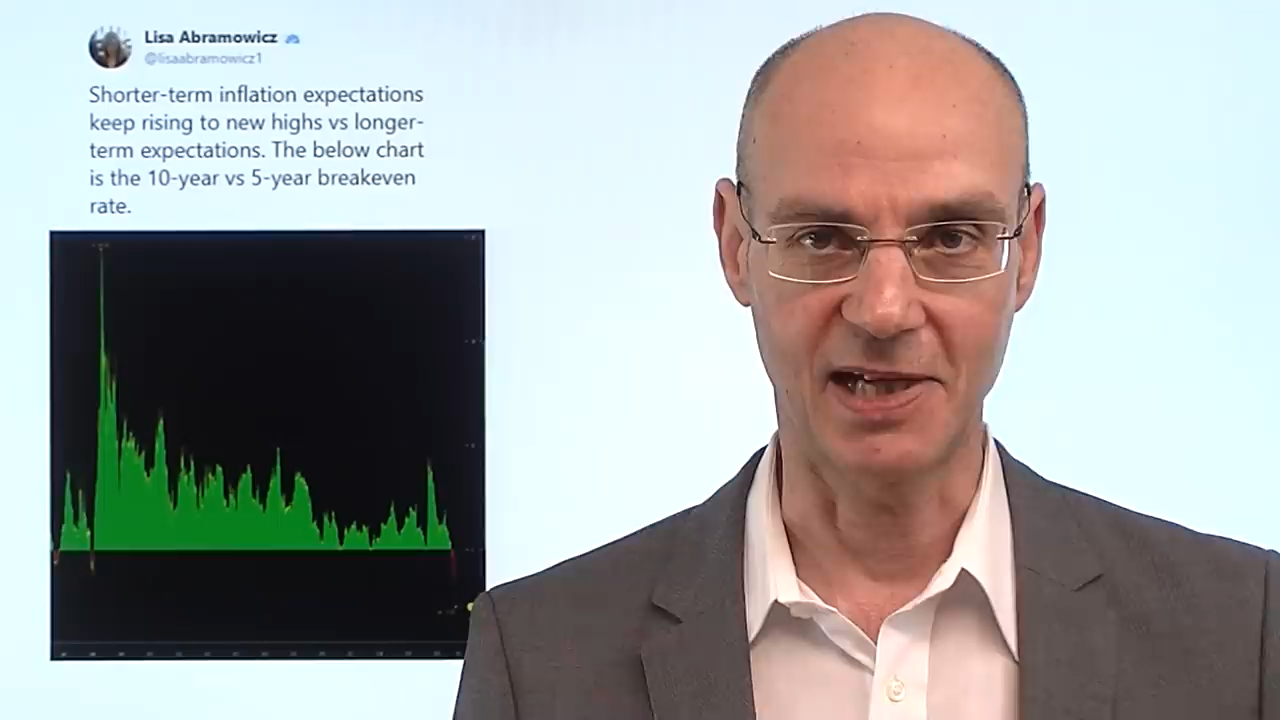 Lisa Abramowicz
@lisaabramowicz1
Shorter-term inflation expectations
keep rising to new highs vs longer-
term expectations. The below chart
is the 10-year vs 5-year breakeven
rate.